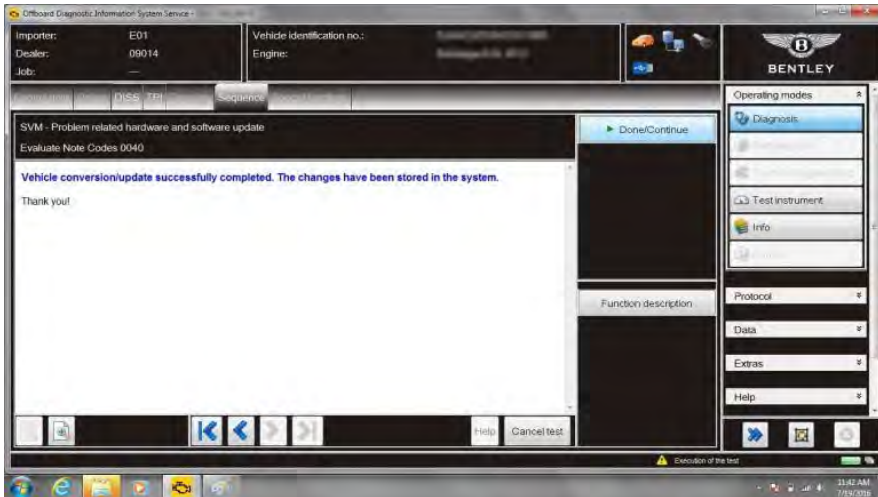 Offboard Diagnostic Information System Service -
Importer: E01
Dealer: 09014
Job: ---
Vehicle identification no.:
Engine:
BENTLEY
DISS TPI Sequence
SVM - Problem related hardware and software update
Evaluate Note Codes 0040
Vehicle conversion/update successfully completed. The changes have been stored in the system.
Thank you!
Done/Continue
Function description
Help
Cancel test
Operating modes
Diagnosis
Test instrument
Info
Protocol
Data
Extras
Help
Execution of the test
11:42 AM
7/19/2016